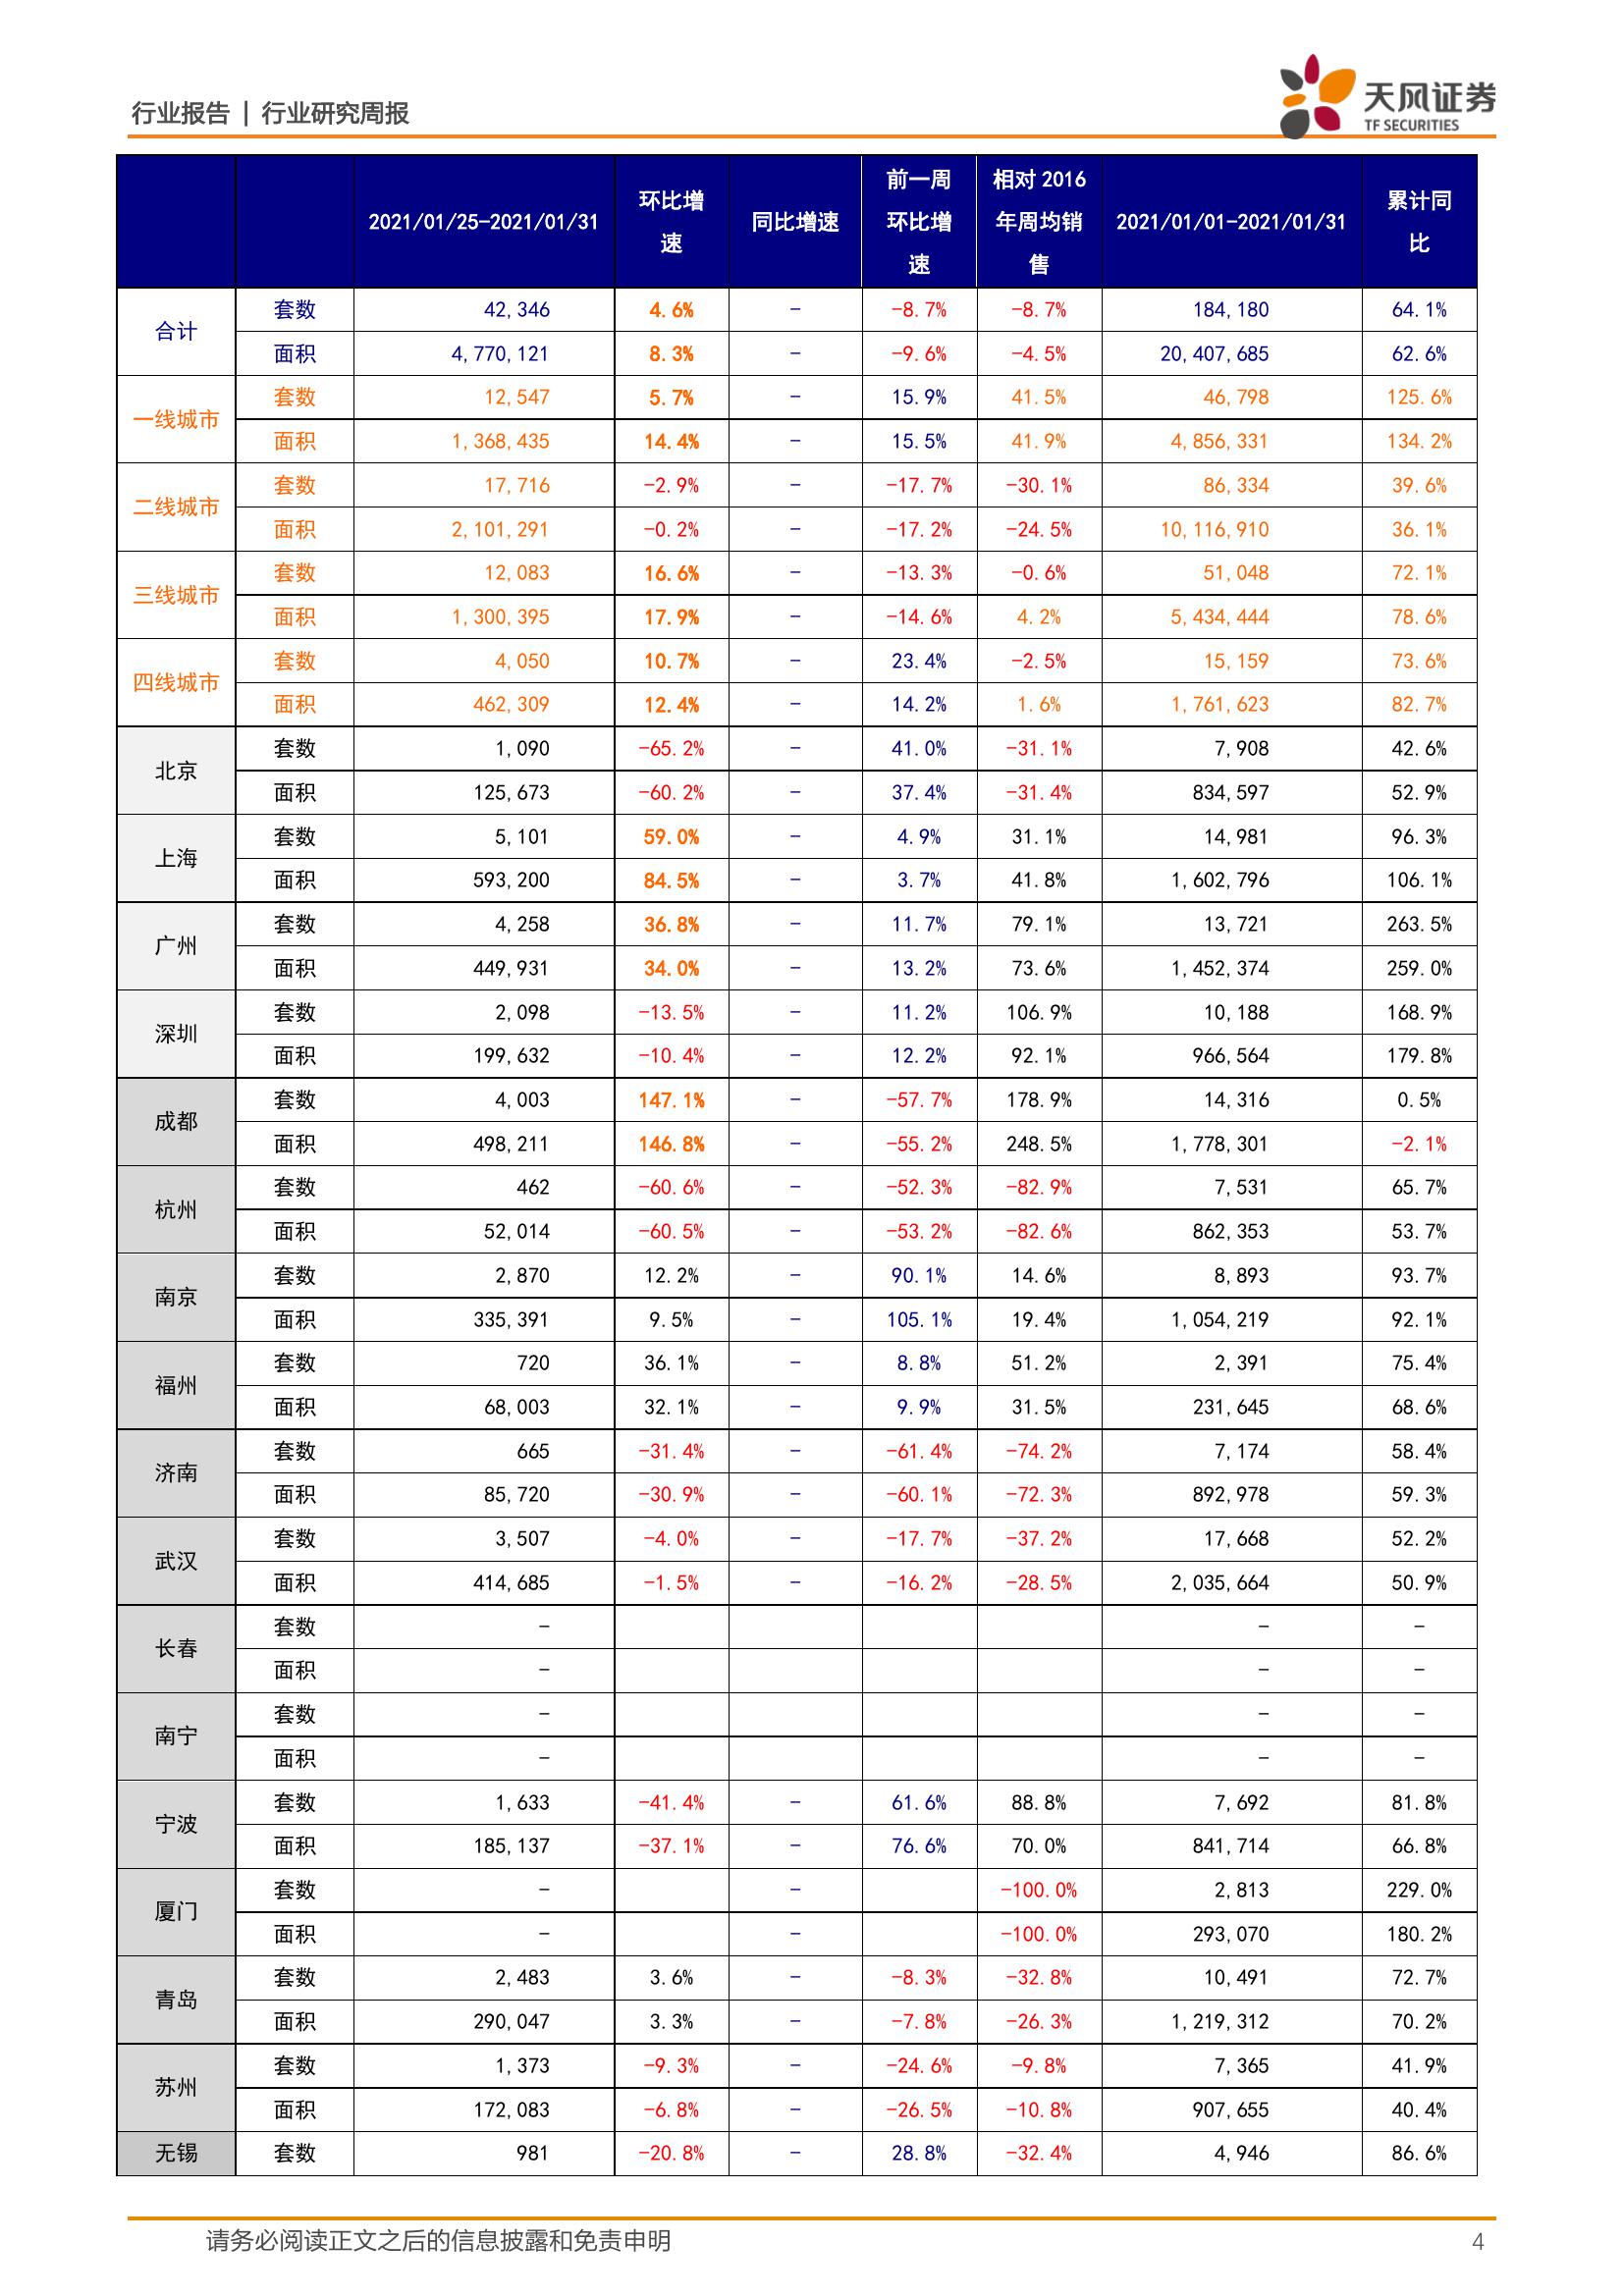 行业报告 | 行业研究周报
天风证券
TF SECURITIES
2021/01/25-2021/01/31 环比增速 同比增速 前一周环比增速 相对 2016 年周均销售 2021/01/01-2021/01/31 累计同比
合计 套数 42,346 4.6% - -8.7% -8.7% 184,180 64.1%
面积 4,770,121 8.3% - -9.6% -4.5% 20,407,685 62.6%
一线城市 套数 12,547 5.7% - 15.9% 41.5% 46,798 125.6%
面积 1,368,435 14.4% - 15.5% 41.9% 4,856,331 134.2%
二线城市 套数 17,716 -2.9% - -17.7% -30.1% 86,334 39.6%
面积 2,101,291 -0.2% - -17.2% -24.5% 10,116,910 36.1%
三线城市 套数 12,083 16.6% - -13.3% -0.6% 51,048 72.1%
面积 1,300,395 17.9% - -14.6% 4.2% 5,434,444 78.6%
四线城市 套数 4,050 10.7% - 23.4% -2.5% 15,159 73.6%
面积 462,309 12.4% - 14.2% 1.6% 1,761,623 82.7%
北京 套数 1,090 -65.2% - 41.0% -31.1% 7,908 42.6%
面积 125,673 -60.2% - 37.4% -31.4% 834,597 52.9%
上海 套数 5,101 59.0% - 4.9% 31.1% 14,981 96.3%
面积 593,200 84.5% - 3.7% 41.8% 1,602,796 106.1%
广州 套数 4,258 36.8% - 11.7% 79.1% 13,721 263.5%
面积 449,931 34.0% - 13.2% 73.6% 1,452,374 259.0%
深圳 套数 2,098 -13.5% - 11.2% 106.9% 10,188 168.9%
面积 199,632 -10.4% - 12.2% 92.1% 966,564 179.8%
成都 套数 4,003 147.1% - -57.7% 178.9% 14,316 0.5%
面积 498,211 146.8% - -55.2% 248.5% 1,778,301 -2.1%
杭州 套数 462 -60.6% - -52.3% -82.9% 7,531 65.7%
面积 52,014 -60.5% - -53.2% -82.6% 862,353 53.7%
南京 套数 2,870 12.2% - 90.1% 14.6% 8,893 93.7%
面积 335,391 9.5% - 105.1% 19.4% 1,054,219 92.1%
福州 套数 720 36.1% - 8.8% 51.2% 2,391 75.4%
面积 68,003 32.1% - 9.9% 31.5% 231,645 68.6%
济南 套数 665 -31.4% - -61.4% -74.2% 7,174 58.4%
面积 85,720 -30.9% - -60.1% -72.3% 892,978 59.3%
武汉 套数 3,507 -4.0% - -17.7% -37.2% 17,668 52.2%
面积 414,685 -1.5% - -16.2% -28.5% 2,035,664 50.9%
长春 套数 - - -
面积 - - -
南宁 套数 - - -
面积 - - -
宁波 套数 1,633 -41.4% - 61.6% 88.8% 7,692 81.8%
面积 185,137 -37.1% - 76.6% 70.0% 841,714 66.8%
厦门 套数 - - -100.0% 2,813 229.0%
面积 - - -100.0% 293,070 180.2%
青岛 套数 2,483 3.6% - -8.3% -32.8% 10,491 72.7%
面积 290,047 3.3% - -7.8% -26.3% 1,219,312 70.2%
苏州 套数 1,373 -9.3% - -24.6% -9.8% 7,365 41.9%
面积 172,083 -6.8% - -26.5% -10.8% 907,655 40.4%
无锡 套数 981 -20.8% - 28.8% -32.4% 4,946 86.6%
请务必阅读正文之后的信息披露和免责申明 4